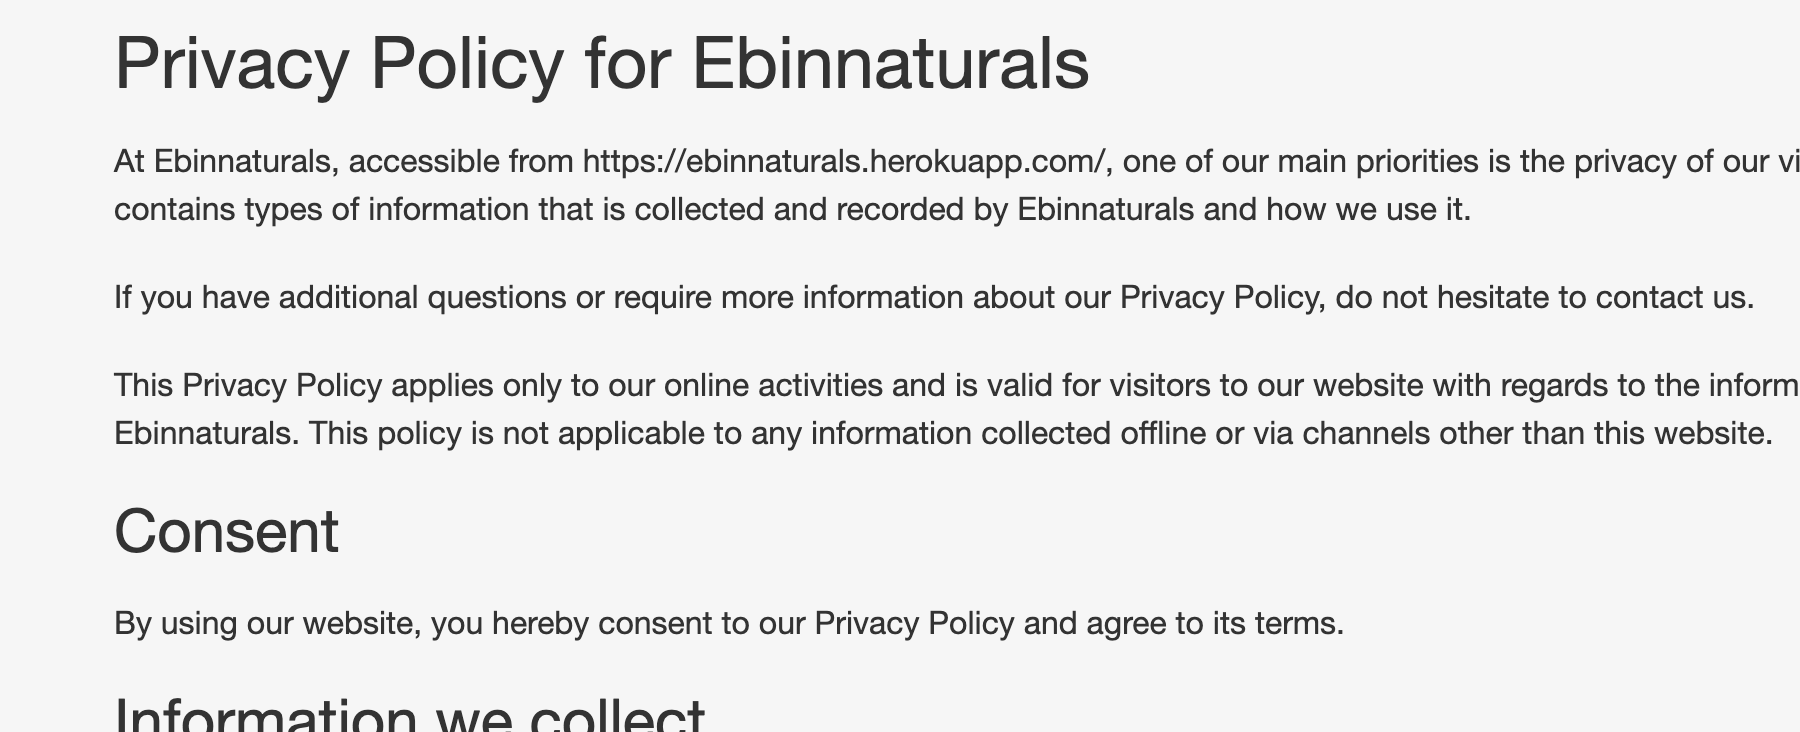 Privacy Policy for Ebinnaturals
At Ebinnaturals, accessible from https://ebinnaturals.herokuapp.com/, one of our main priorities is the privacy of our vi
contains types of information that is collected and recorded by Ebinnaturals and how we use it.
If you have additional questions or require more information about our Privacy Policy, do not hesitate to contact us.
This Privacy Policy applies only to our online activities and is valid for visitors to our website with regards to the inform
Ebinnaturals. This policy is not applicable to any information collected offline or via channels other than this website.
Consent
By using our website, you hereby consent to our Privacy Policy and agree to its terms.
Information we collect